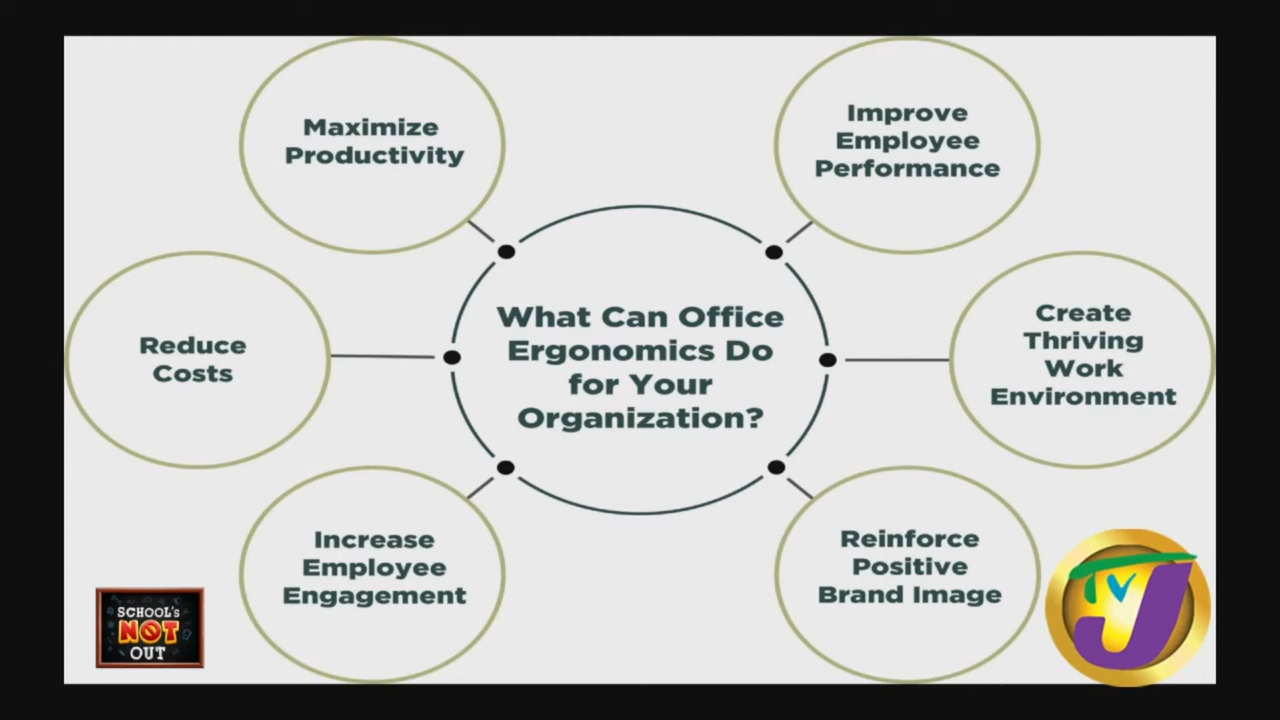 Maximize
Productivity
Improve
Employee
Performance
What Can Office
Ergonomics Do
for Your
Organization?
Reduce
Costs
Create
Thriving
Work
Environment
Increase
Employee
Engagement
Reinforce
Positive
Brand Image
SCHOOL'S
NOT
OUT
TVJ